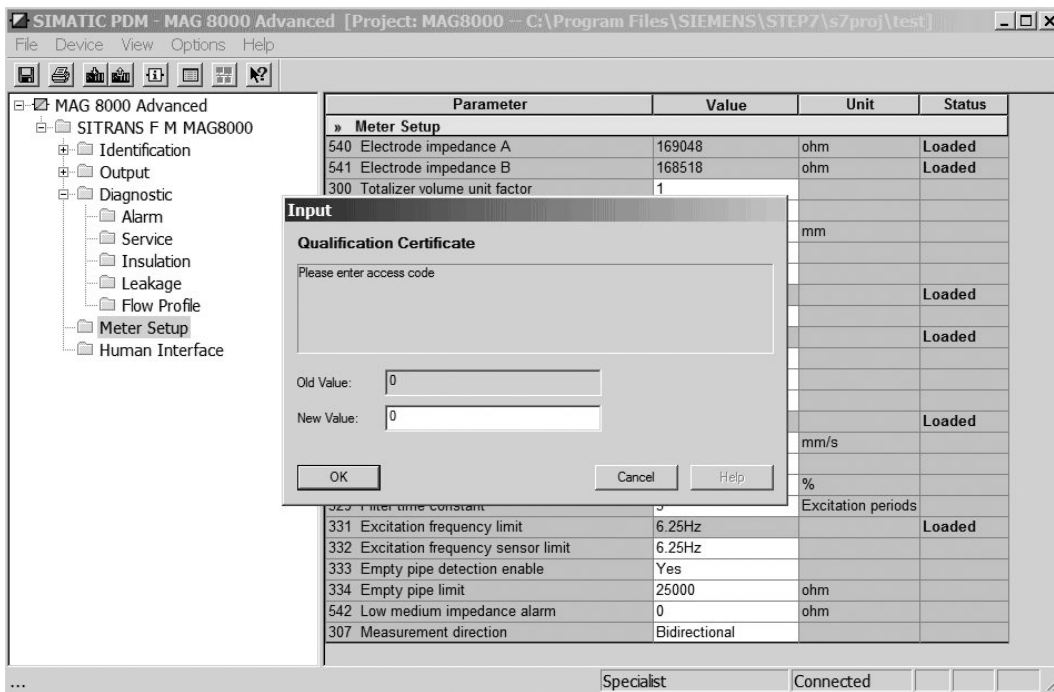 SIMATIC PDM - MAG 8000 Advanced [Project: MAG8000 -- C:\Program Files\SIEMENS\STEP7\s7proj\test]
File Device View Options Help
MAG 8000 Advanced
SITRANS F M MAG8000
Identification
Output
Diagnostic
Alarm
Service
Insulation
Leakage
Flow Profile
Meter Setup
Human Interface
Parameter Value Unit Status
» Meter Setup
540 Electrode impedance A 169048 ohm Loaded
541 Electrode impedance B 168518 ohm Loaded
300 Totalizer volume unit factor 1
mm
Loaded
Loaded
Loaded
mm/s
%
Input
Qualification Certificate
Please enter access code
Old Value: 0
New Value: 0
OK Cancel Help
Filter time constant Excitation periods
331 Excitation frequency limit 6.25Hz Loaded
332 Excitation frequency sensor limit 6.25Hz
333 Empty pipe detection enable Yes
334 Empty pipe limit 25000 ohm
542 Low medium impedance alarm 0 ohm
307 Measurement direction Bidirectional
... Specialist Connected